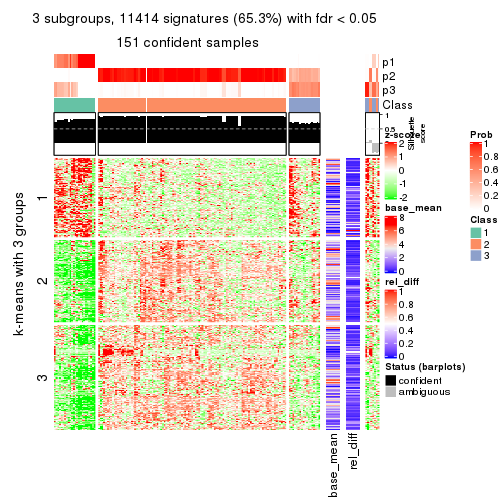 3 subgroups, 11414 signatures (65.3%) with fdr < 0.05
151 confident samples
p1
p2
p3
Class
1
0.5
0
Silhouette
score
k-means with 3 groups
1
2
3
base_mean
rel_diff
z-score
2
1
0
-1
-2
base_mean
8
6
4
2
0
rel_diff
1
0.8
0.6
0.4
0.2
0
Status (barplots)
confident
ambiguous
Prob
1
0.8
0.6
0.4
0.2
0
Class
1
2
3